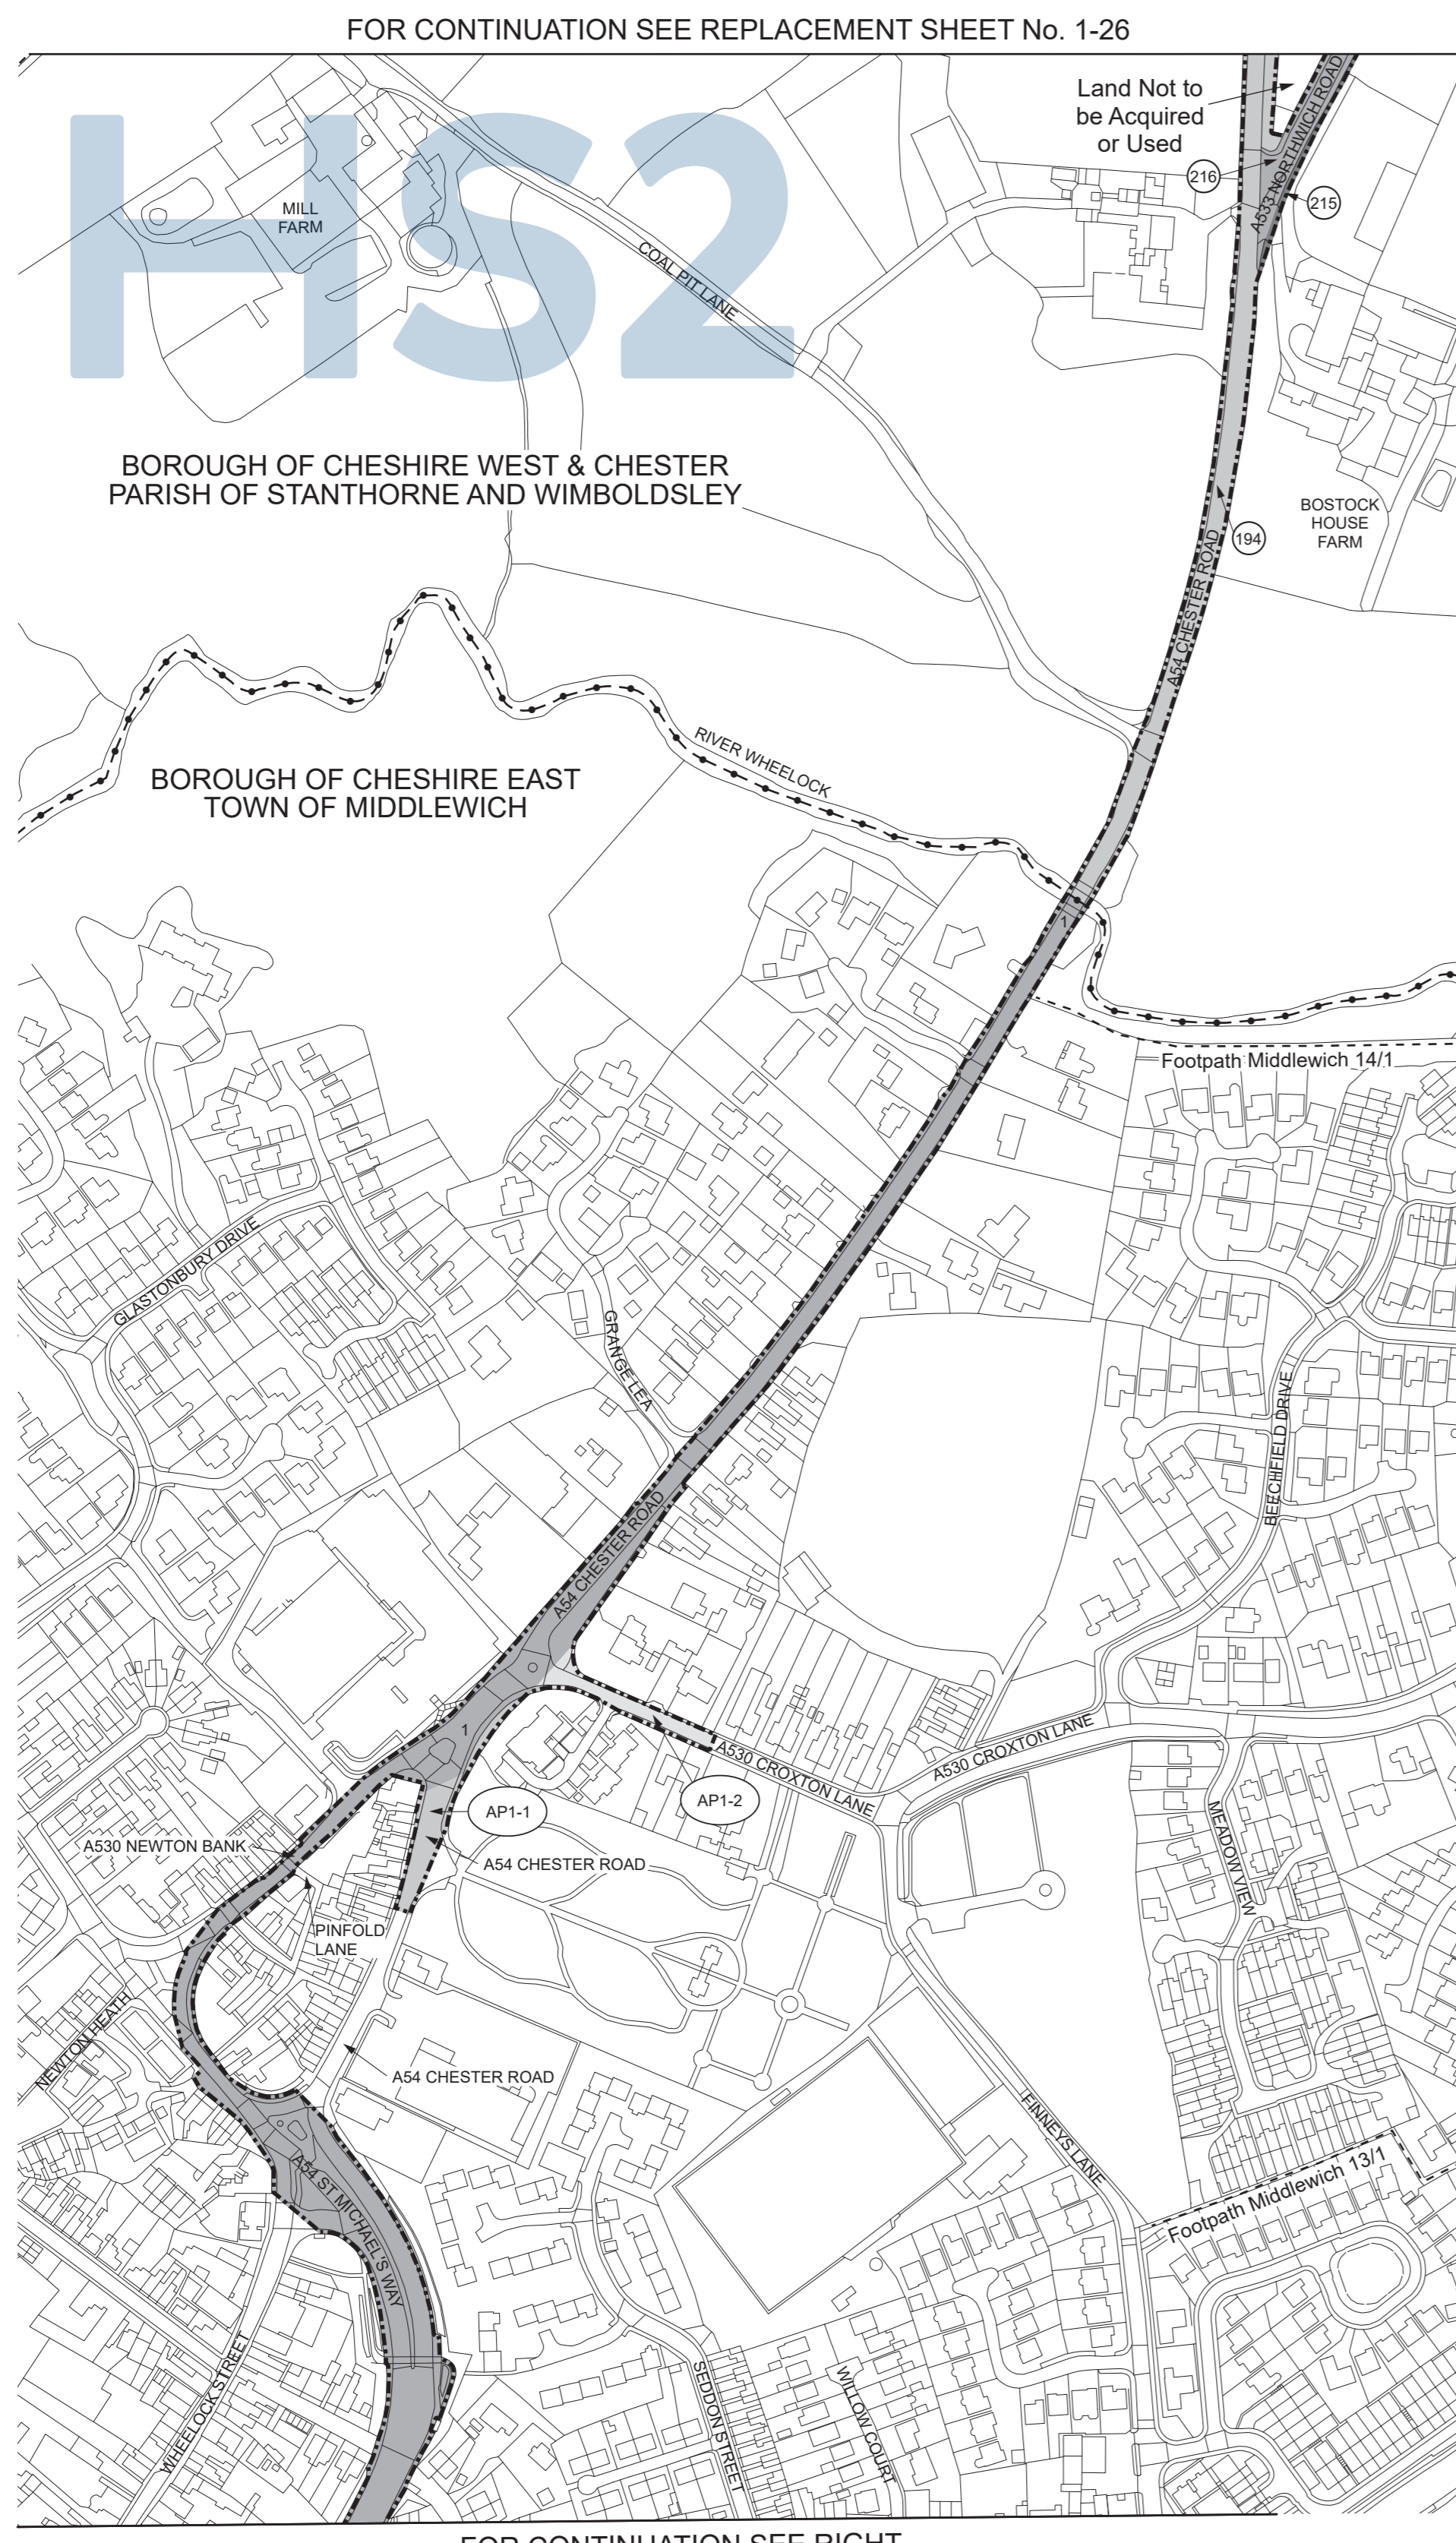 FOR CONTINUATION SEE REPLACEMENT SHEET No. 1-26
HS2
Land Not to
be Acquired
or Used
A533 NORTHWICH ROAD
216
215
MILL
FARM
COAL PIT LANE
BOROUGH OF CHESHIRE WEST & CHESTER
PARISH OF STANTHORNE AND WIMBOLDSLEY
BOSTOCK
HOUSE
FARM
194
A54 CHESTER ROAD
RIVER WHEELOCK
BOROUGH OF CHESHIRE EAST
TOWN OF MIDDLEWICH
1
Footpath Middlewich 14/1
GLASTONBURY DRIVE
GRANGE LEA
BEECHFIELD DRIVE
A54 CHESTER ROAD
1
A530 CROXTON LANE
A530 CROXTON LANE
AP1-1
AP1-2
MEADOW VIEW
A530 NEWTON BANK
A54 CHESTER ROAD
PINFOLD
LANE
NEWTON HEATH
A54 CHESTER ROAD
FINNEYS LANE
Footpath Middlewich 13/1
A54 ST MICHAEL'S WAY
WHEELOCK STREET
SEDDON STREET
WILLOW COURT
FOR CONTINUATION SEE RIGHT